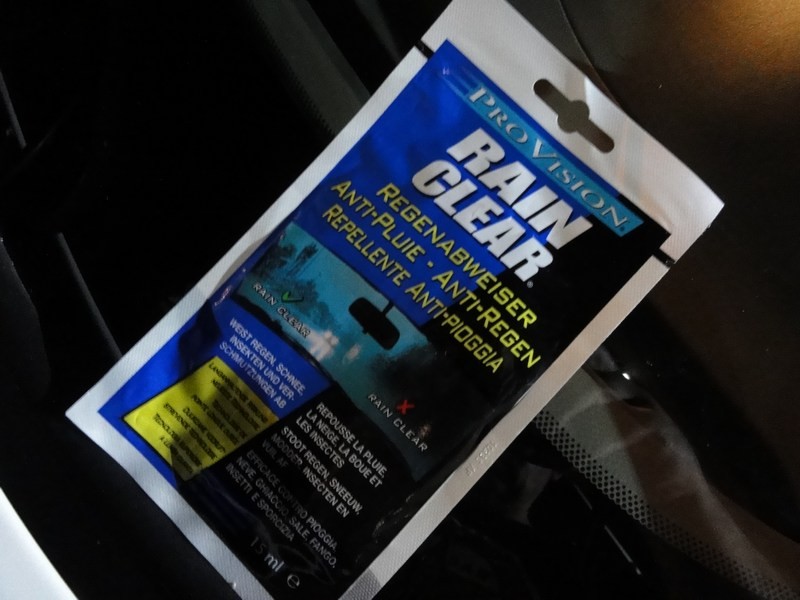 PROVISION
RAIN
CLEAR®
REGENABWEISER
ANTI-PLUIE - ANTI-REGEN
REPELLENTE ANTI-PIOGGIA
RAIN CLEAR
RAIN CLEAR
WEIST REGEN, SCHNEE,
INSEKTEN UND VER-
SCHMUTZUNGEN AB
REPOUSSE LA PLUIE,
LA NEIGE, LA BOUE ET
LES INSECTES
STOOT REGEN, SNEEUW,
MODDER, INSECTEN EN
VUIL AF
EFFICACE CONTRO PIOGGIA,
NEVE, GHIACCIO, SALE, FANGO,
INSETTI E SPORCIZIA
15 ml e